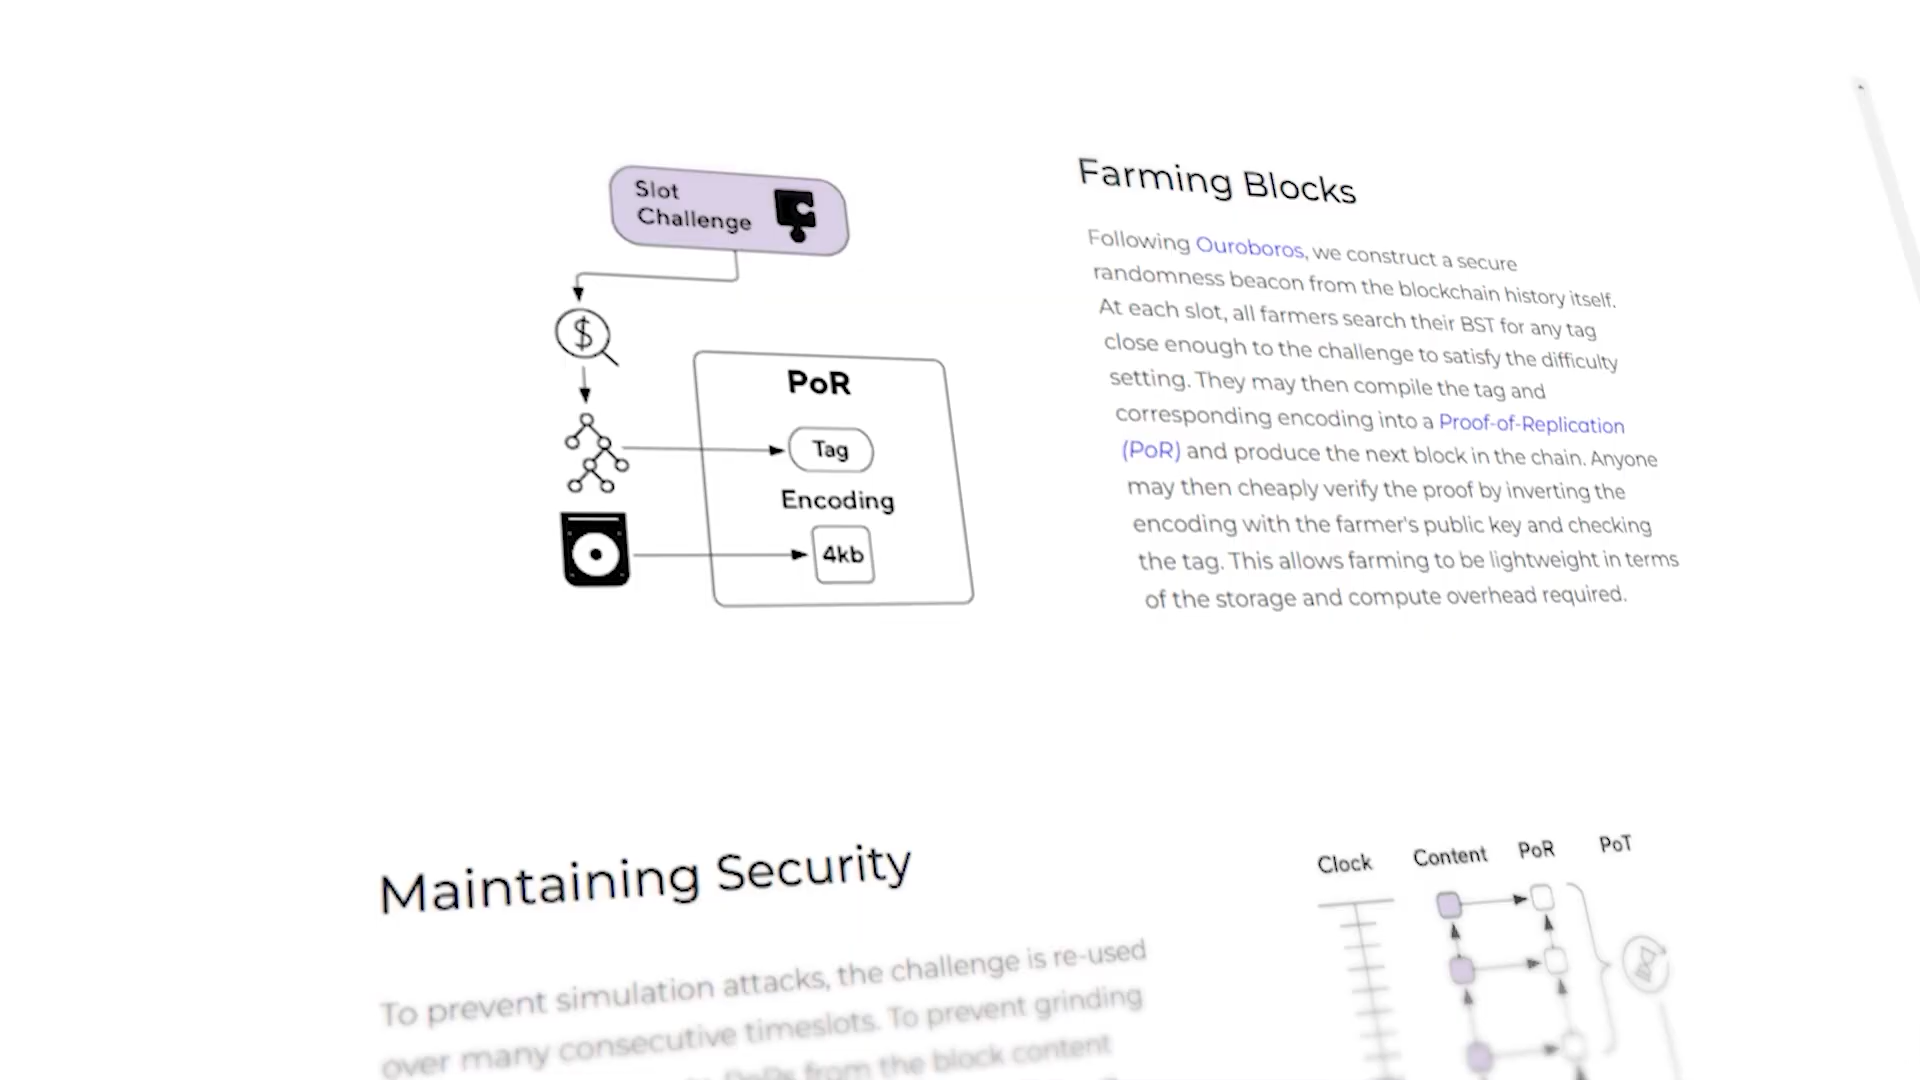 Slot
Challenge
PoR
Tag
Encoding
4kb
Farming Blocks
Following Ouroboros, we construct a secure
randomness beacon from the blockchain history itself.
At each slot, all farmers search their BST for any tag
close enough to the challenge to satisfy the difficulty
setting. They may then compile the tag and
corresponding encoding into a Proof-of-Replication
(PoR) and produce the next block in the chain. Anyone
may then cheaply verify the proof by inverting the
encoding with the farmer's public key and checking
the tag. This allows farming to be lightweight in terms
of the storage and compute overhead required.
Maintaining Security
To prevent simulation attacks, the challenge is re-used
over many consecutive timeslots. To prevent grinding
PoRs from the block content
Clock Content PoR PoT